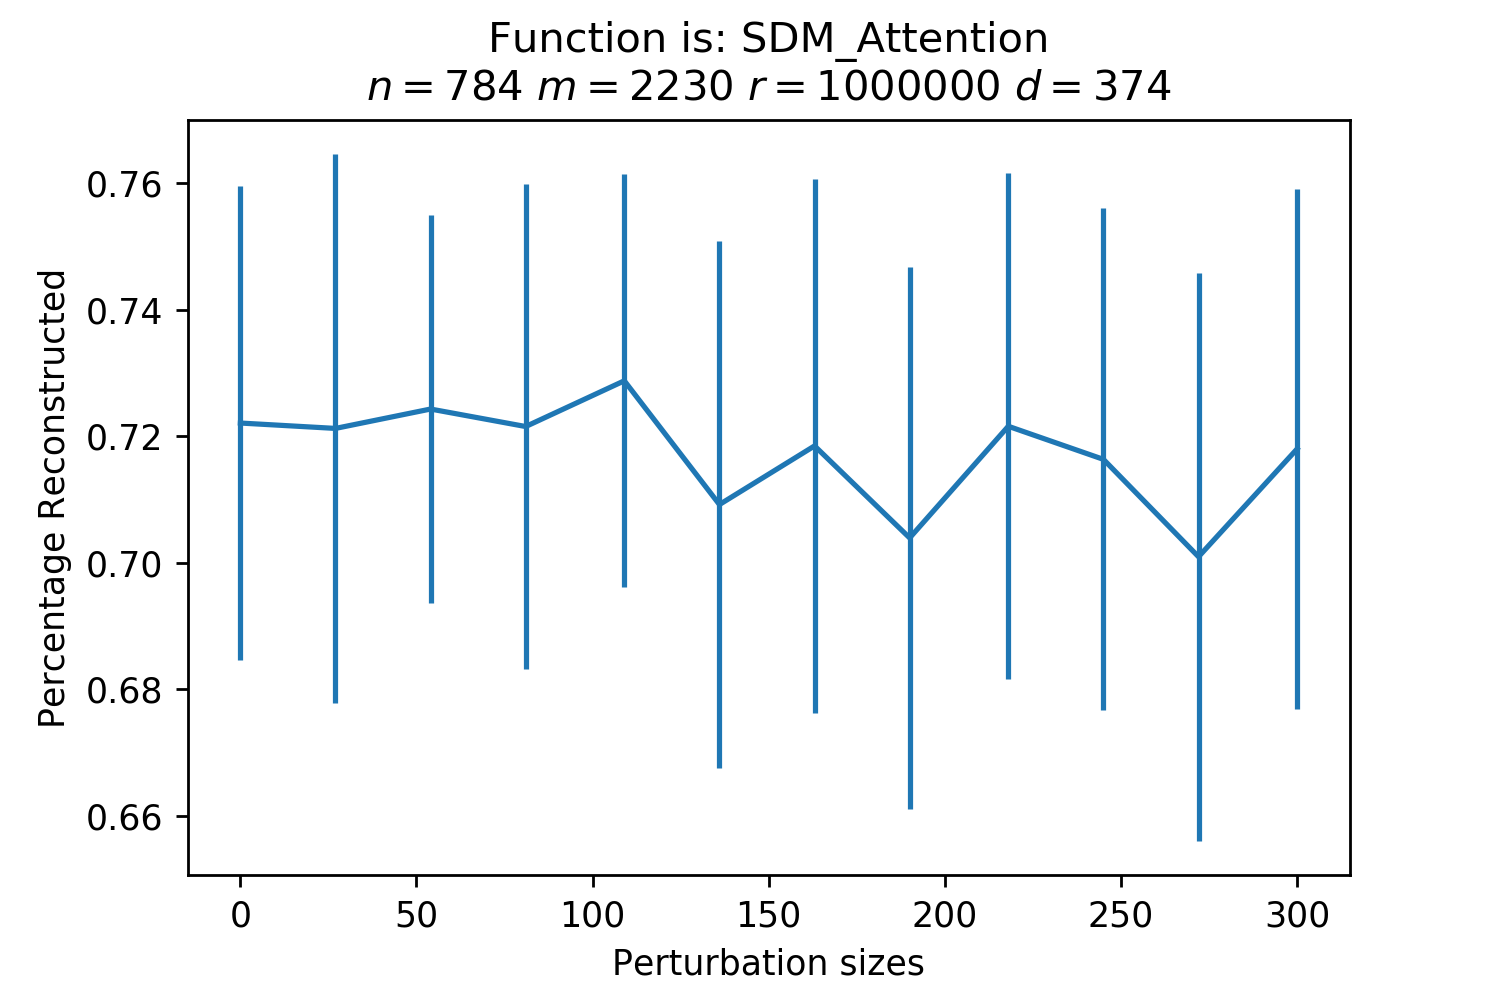 Function is: SDM_Attention
n = 784 m = 2230 r = 1000000 d = 374
Percentage Reconstructed
0.76
0.74
0.72
0.70
0.68
0.66
0 50 100 150 200 250 300
Perturbation sizes